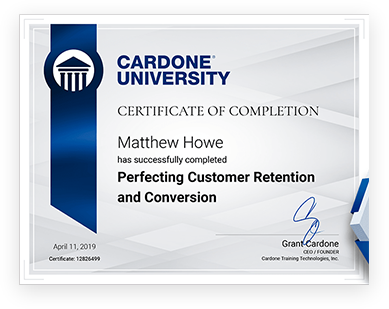 CARDONE®
UNIVERSITY
CERTIFICATE OF COMPLETION
Matthew Howe
has successfully completed
Perfecting Customer Retention
and Conversion
April 11, 2019
Certificate: 12826499
Grant Cardone
CEO / FOUNDER
Cardone Training Technologies, Inc.